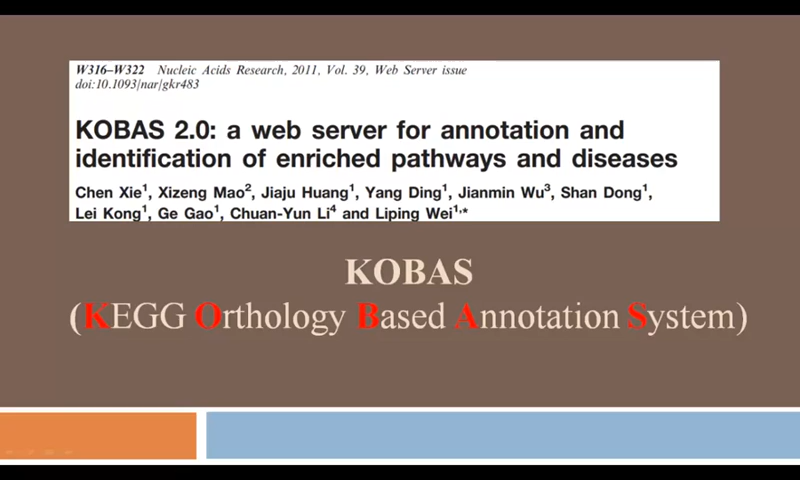 W316–W322 Nucleic Acids Research, 2011, Vol. 39, Web Server issue
doi:10.1093/nar/gkr483
KOBAS 2.0: a web server for annotation and
identification of enriched pathways and diseases
Chen Xie1, Xizeng Mao2, Jiaju Huang1, Yang Ding1, Jianmin Wu3, Shan Dong1,
Lei Kong1, Ge Gao1, Chuan-Yun Li4 and Liping Wei1,*
KOBAS
(KEGG Orthology Based Annotation System)